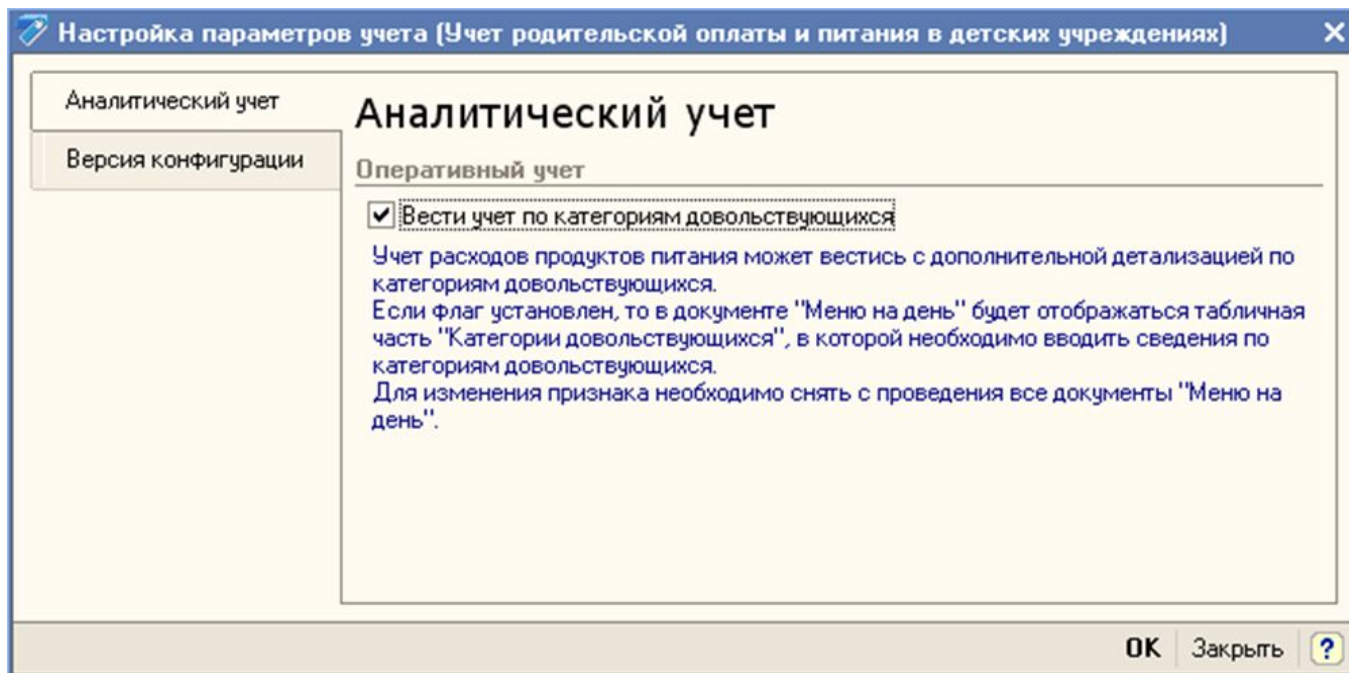 Настройка параметров учета (Учет родительской оплаты и питания в детских учреждениях)
Аналитический учет
Версия конфигурации
Аналитический учет
Оперативный учет
Вести учет по категориям довольствующихся
Учет расходов продуктов питания может вестись с дополнительной детализацией по
категориям довольствующихся.
Если флаг установлен, то в документе "Меню на день" будет отображаться табличная
часть "Категории довольствующихся", в которой необходимо вводить сведения по
категориям довольствующихся.
Для изменения признака необходимо снять с проведения все документы "Меню на
день".
OK Закрыть ?